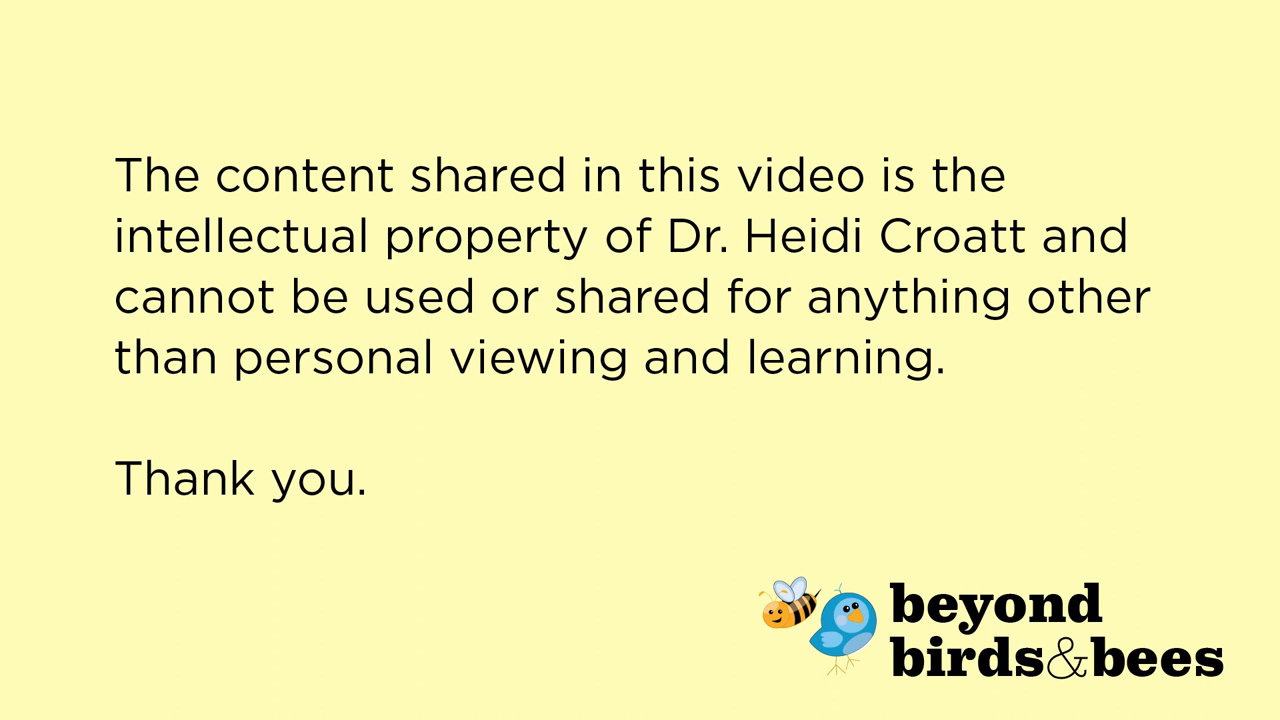 The content shared in this video is the
intellectual property of Dr. Heidi Croatt and
cannot be used or shared for anything other
than personal viewing and learning.
Thank you.
beyond
birds&bees